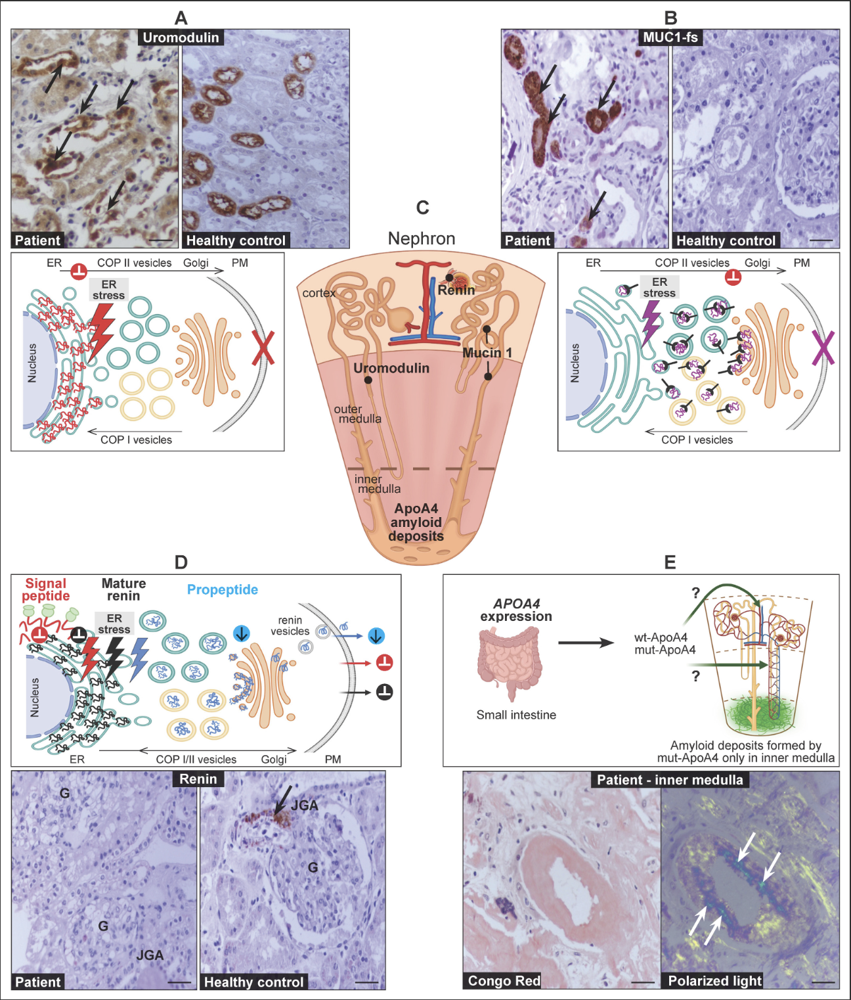 A
Uromodulin
Patient
Healthy control
ER
COP II vesicles
Golgi
PM
ER
stress
Nucleus
COP I vesicles
B
MUC1-fs
Patient
Healthy control
ER
COP II vesicles
Golgi
PM
ER
stress
Nucleus
COP I vesicles
C
Nephron
cortex
Renin
Mucin 1
Uromodulin
outer
medulla
inner
medulla
ApoA4
amyloid
deposits
D
Signal
peptide
Mature
renin
Propeptide
ER
stress
renin
vesicles
Nucleus
ER
COP I/II vesicles
Golgi
PM
Renin
G
G
JGA
Patient
JGA
G
Healthy control
E
APOA4
expression
Small intestine
wt-ApoA4
mut-ApoA4
?
?
Amyloid deposits formed by
mut-ApoA4 only in inner medulla
Patient - inner medulla
Congo Red
Polarized light